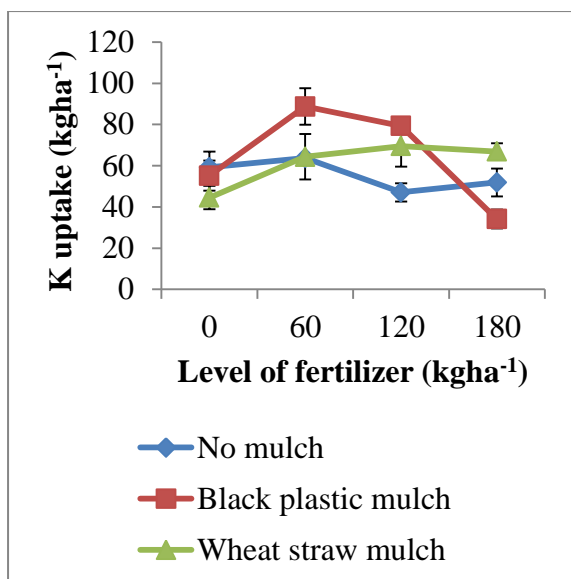 K uptake (kgha⁻¹)
120
100
80
60
40
20
0
0 60 120 180
Level of fertilizer (kgha⁻¹)
No mulch
Black plastic mulch
Wheat straw mulch